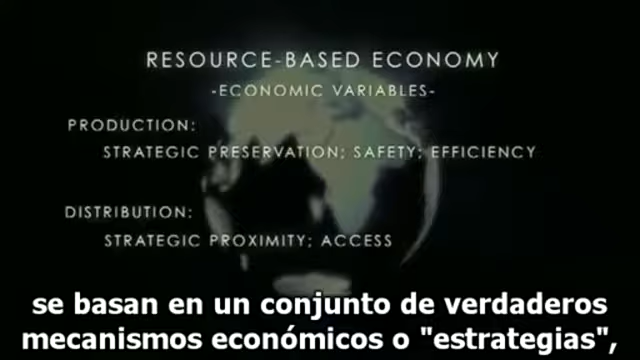 RESOURCE-BASED ECONOMY
-ECONOMIC VARIABLES-
PRODUCTION:
STRATEGIC PRESERVATION; SAFETY; EFFICIENCY
DISTRIBUTION:
STRATEGIC PROXIMITY; ACCESS
se basan en un conjunto de verdaderos
mecanismos económicos o "estrategias",